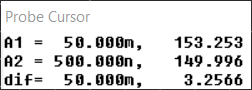 Probe Cursor
A1 = 50.000m, 153.253
A2 = 500.000n, 149.996
dif= 50.000m, 3.2566